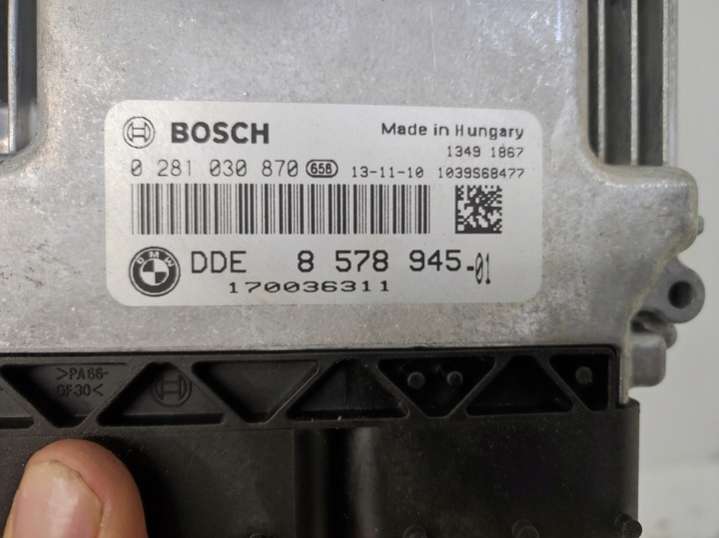 BOSCH
Made in Hungary
1349 1867
0 281 030 870 658 13-11-10 1039S68477
BMW DDE 8 578 945-01
170036311
>PA66-
GF30<